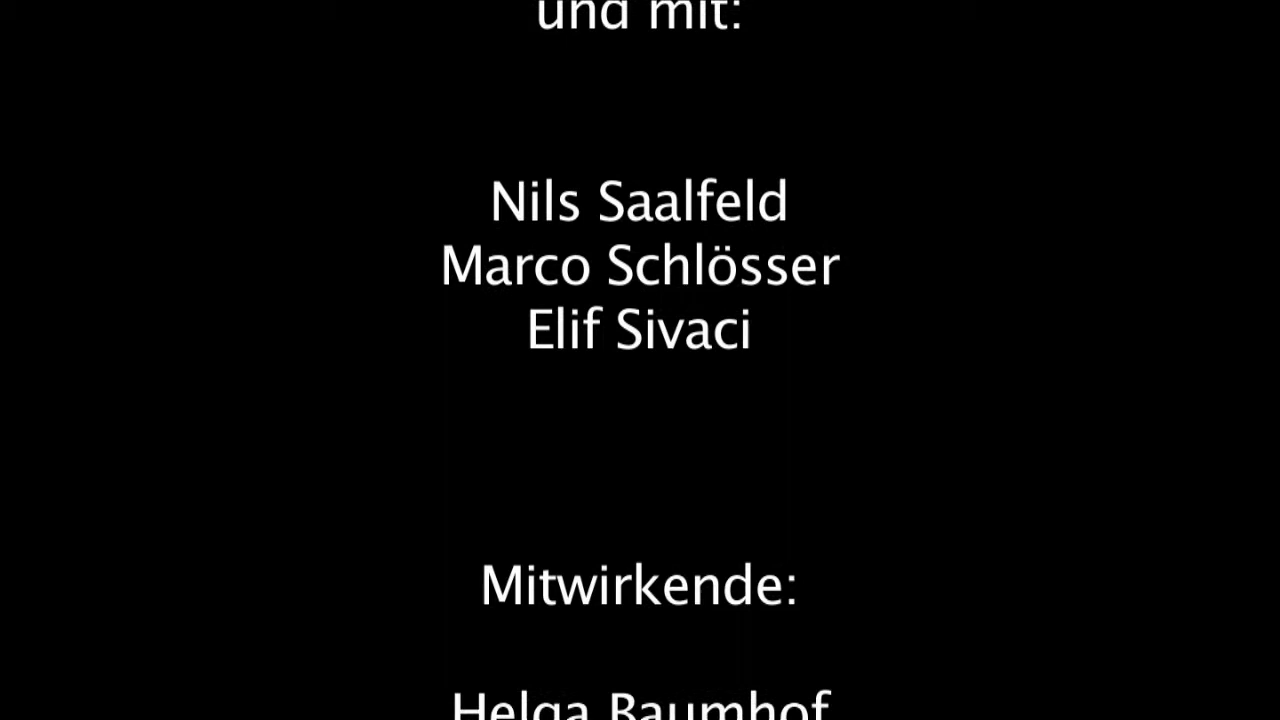 und mit:
Nils Saalfeld
Marco Schlösser
Elif Sivaci
Mitwirkende:
Helga Baumhof